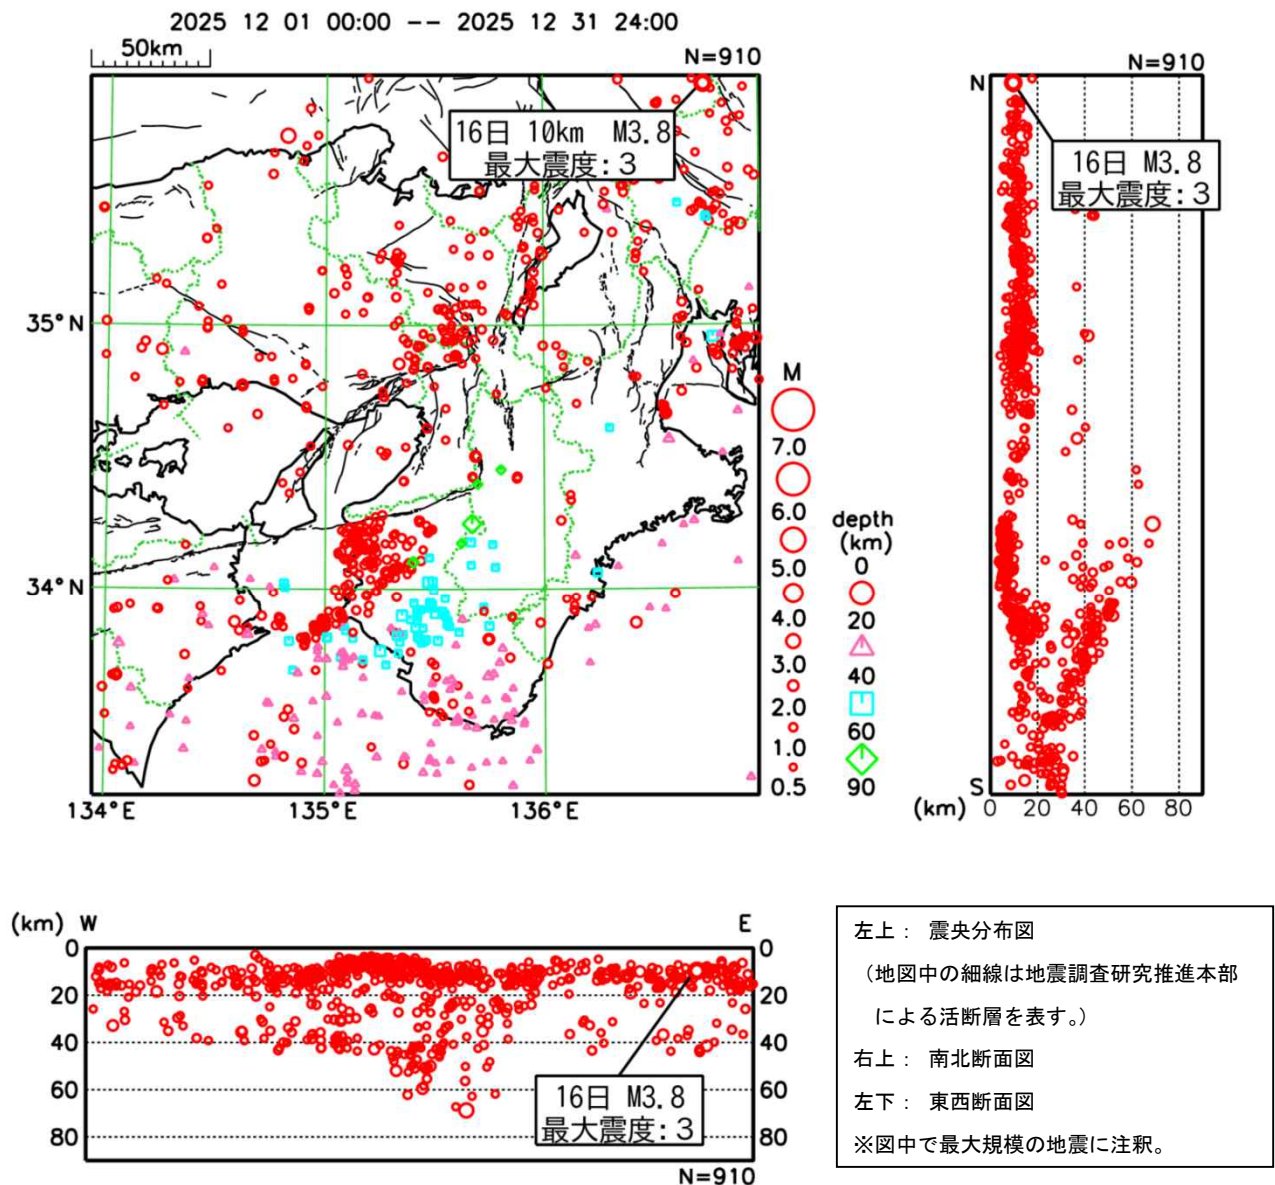 2025 12 01 00:00 -- 2025 12 31 24:00
50km
N=910
16日 10km M3.8
最大震度:3
35°N
34°N
134°E
135°E
136°E
M
7.0
6.0
5.0
4.0
3.0
2.0
1.0
0.5
depth
(km)
0
20
40
60
90
N=910
N
16日 M3.8
最大震度:3
S
(km)
0 20 40 60 80
(km) W
E
0
20
40
60
80
0
20
40
60
80
16日 M3.8
最大震度:3
N=910
左上: 震央分布図
(地図中の細線は地震調査研究推進本部
による活断層を表す。)
右上: 南北断面図
左下: 東西断面図
※図中で最大規模の地震に注釈。